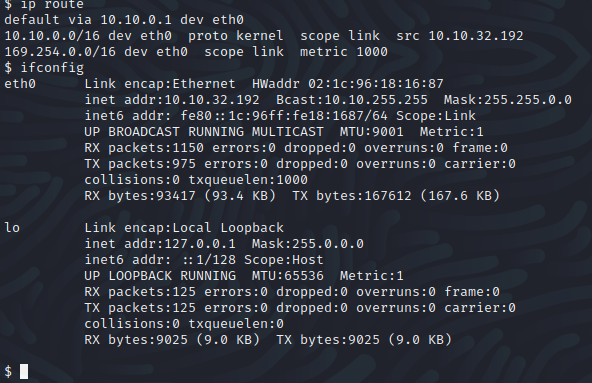 $ ip route
default via 10.10.0.1 dev eth0
10.10.0.0/16 dev eth0  proto kernel  scope link  src 10.10.32.192
169.254.0.0/16 dev eth0  scope link  metric 1000
$ ifconfig
eth0      Link encap:Ethernet  HWaddr 02:1c:96:18:16:87
          inet addr:10.10.32.192  Bcast:10.10.255.255  Mask:255.255.0.0
          inet6 addr: fe80::1c:96ff:fe18:1687/64 Scope:Link
          UP BROADCAST RUNNING MULTICAST  MTU:9001  Metric:1
          RX packets:1150 errors:0 dropped:0 overruns:0 frame:0
          TX packets:975 errors:0 dropped:0 overruns:0 carrier:0
          collisions:0 txqueuelen:1000
          RX bytes:93417 (93.4 KB)  TX bytes:167612 (167.6 KB)

lo        Link encap:Local Loopback
          inet addr:127.0.0.1  Mask:255.0.0.0
          inet6 addr: ::1/128 Scope:Host
          UP LOOPBACK RUNNING  MTU:65536  Metric:1
          RX packets:125 errors:0 dropped:0 overruns:0 frame:0
          TX packets:125 errors:0 dropped:0 overruns:0 carrier:0
          collisions:0 txqueuelen:0
          RX bytes:9025 (9.0 KB)  TX bytes:9025 (9.0 KB)

$